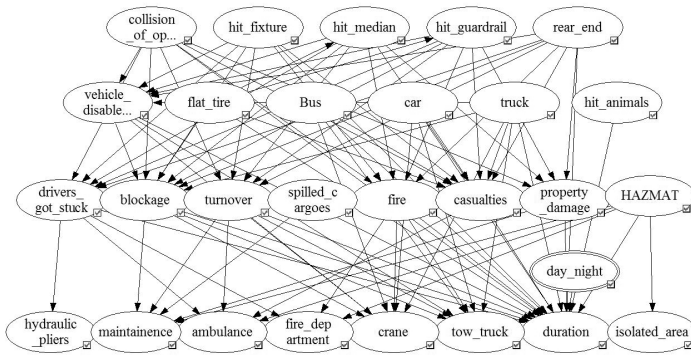 collision
_of_op...
hit_fixture
hit_median
hit_guardrail
rear_end
vehicle_
disable...
flat_tire
Bus
car
truck
hit_animals
drivers_
got_stuck
blockage
turnover
spilled_c
argoes
fire
casualties
property
_damage
HAZMAT
day_night
hydraulic
_pliers
maintainence
ambulance
fire_dep
artment
crane
tow_truck
duration
isolated_area